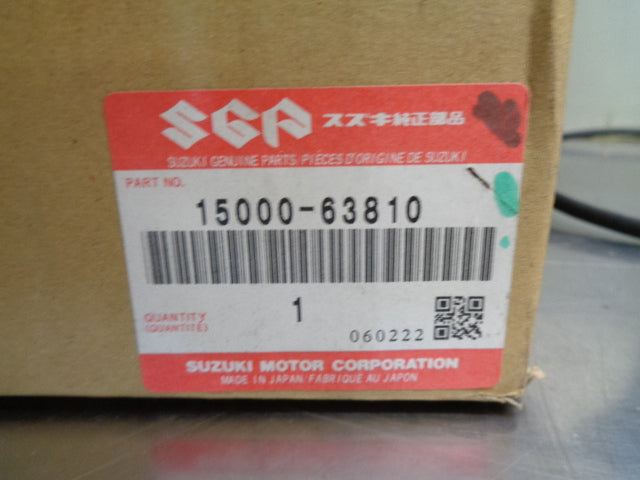 SGP スズキ純正部品
SUZUKI GENUINE PARTS PIÈCES D'ORIGINE DE SUZUKI
PART NO.
15000-63810
QUANTITY
(QUANTITÉ)
1
060222
SUZUKI MOTOR CORPORATION
MADE IN JAPAN/FABRIQUE AU JAPON